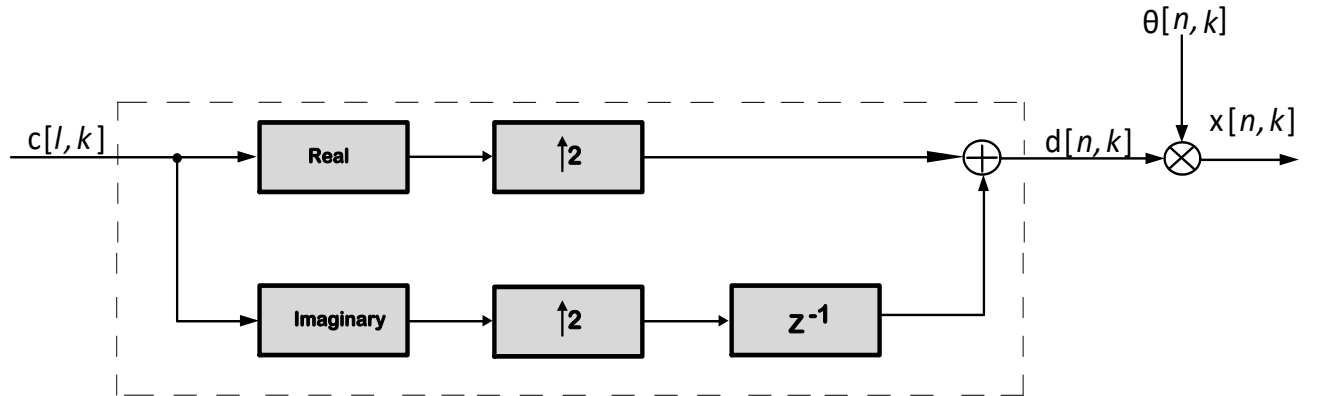 θ[n, k]
c[l, k]
Real
↑2
d[n, k]
x[n, k]
Imaginary
↑2
z⁻¹